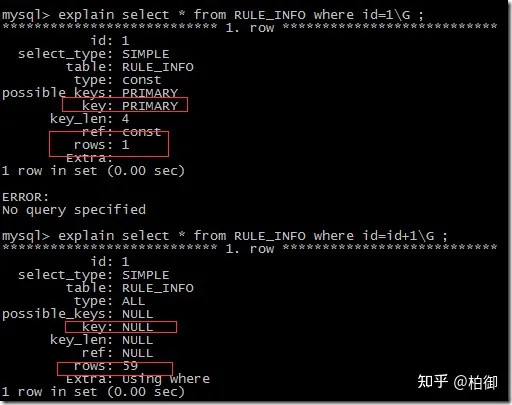 mysql> explain select * from RULE_INFO where id=1\G ;
*************************** 1. row ***************************
id: 1
select_type: SIMPLE
table: RULE_INFO
type: const
possible_keys: PRIMARY
key: PRIMARY
key_len: 4
ref: const
rows: 1
Extra:
1 row in set (0.00 sec)
ERROR:
No query specified
mysql> explain select * from RULE_INFO where id=id+1\G ;
*************************** 1. row ***************************
id: 1
select_type: SIMPLE
table: RULE_INFO
type: ALL
possible_keys: NULL
key: NULL
key_len: NULL
ref: NULL
rows: 59
Extra: Using where
1 row in set (0.00 sec)
知乎 @柏御